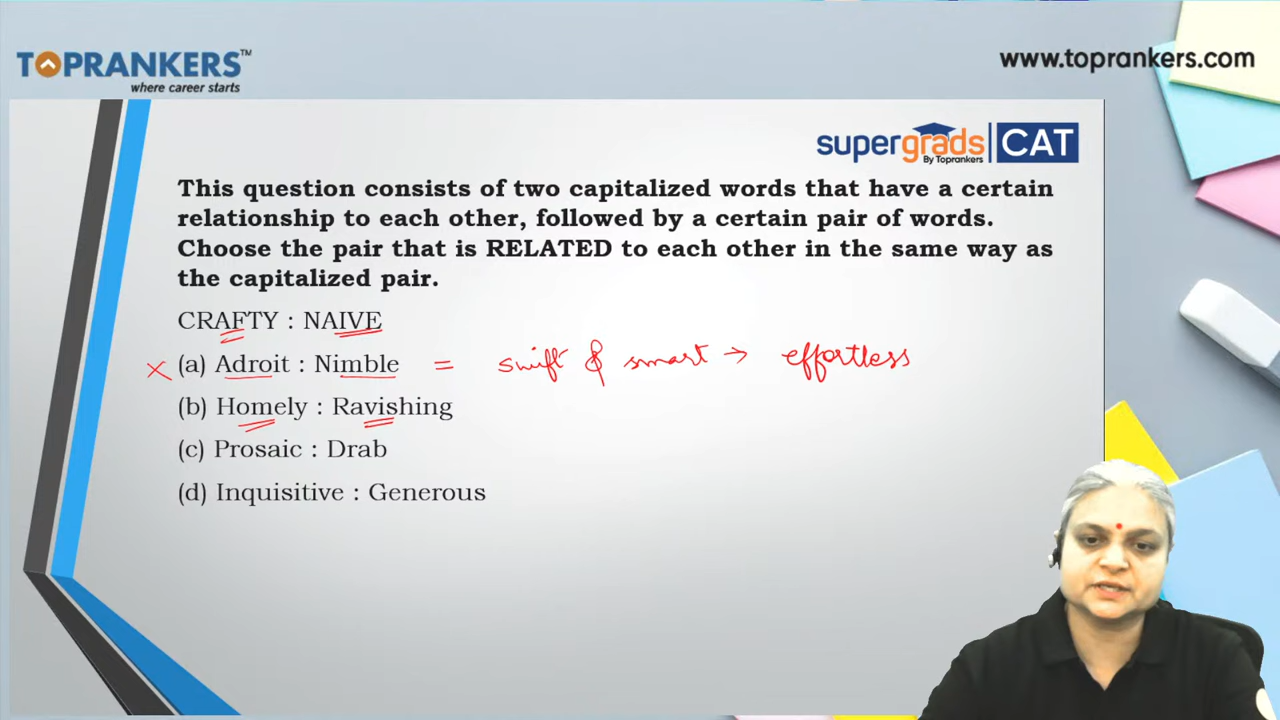 TOPRANKERS™
where career starts
www.toprankers.com
supergrads | CAT
By Toprankers
This question consists of two capitalized words that have a certain
relationship to each other, followed by a certain pair of words.
Choose the pair that is RELATED to each other in the same way as
the capitalized pair.
CRAFTY : NAIVE
× (a) Adroit : Nimble = swift & smart → effortless
(b) Homely : Ravishing
(c) Prosaic : Drab
(d) Inquisitive : Generous